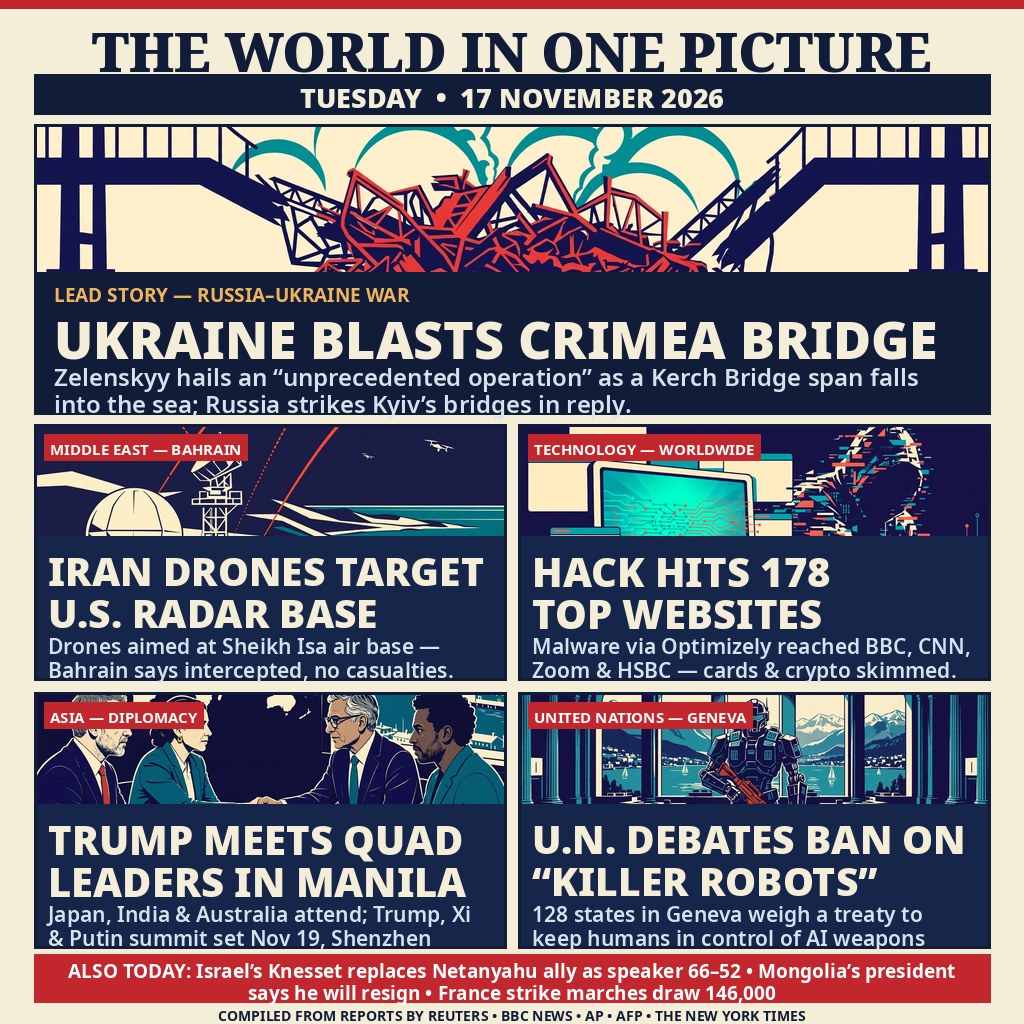 THE WORLD IN ONE PICTURE
TUESDAY • 17 NOVEMBER 2026
LEAD STORY — RUSSIA–UKRAINE WAR
UKRAINE BLASTS CRIMEA BRIDGE
Zelenskyy hails an “unprecedented operation” as a Kerch Bridge span falls
into the sea; Russia strikes Kyiv’s bridges in reply.
MIDDLE EAST — BAHRAIN
IRAN DRONES TARGET
U.S. RADAR BASE
Drones aimed at Sheikh Isa air base —
Bahrain says intercepted, no casualties.
TECHNOLOGY — WORLDWIDE
HACK HITS 178
TOP WEBSITES
Malware via Optimizely reached BBC, CNN,
Zoom & HSBC — cards & crypto skimmed.
ASIA — DIPLOMACY
TRUMP MEETS QUAD
LEADERS IN MANILA
Japan, India & Australia attend; Trump, Xi
& Putin summit set Nov 19, Shenzhen
UNITED NATIONS — GENEVA
U.N. DEBATES BAN ON
“KILLER ROBOTS”
128 states in Geneva weigh a treaty to
keep humans in control of AI weapons
ALSO TODAY: Israel’s Knesset replaces Netanyahu ally as speaker 66–52 • Mongolia’s president
says he will resign • France strike marches draw 146,000
COMPILED FROM REPORTS BY REUTERS • BBC NEWS • AP • AFP • THE NEW YORK TIMES